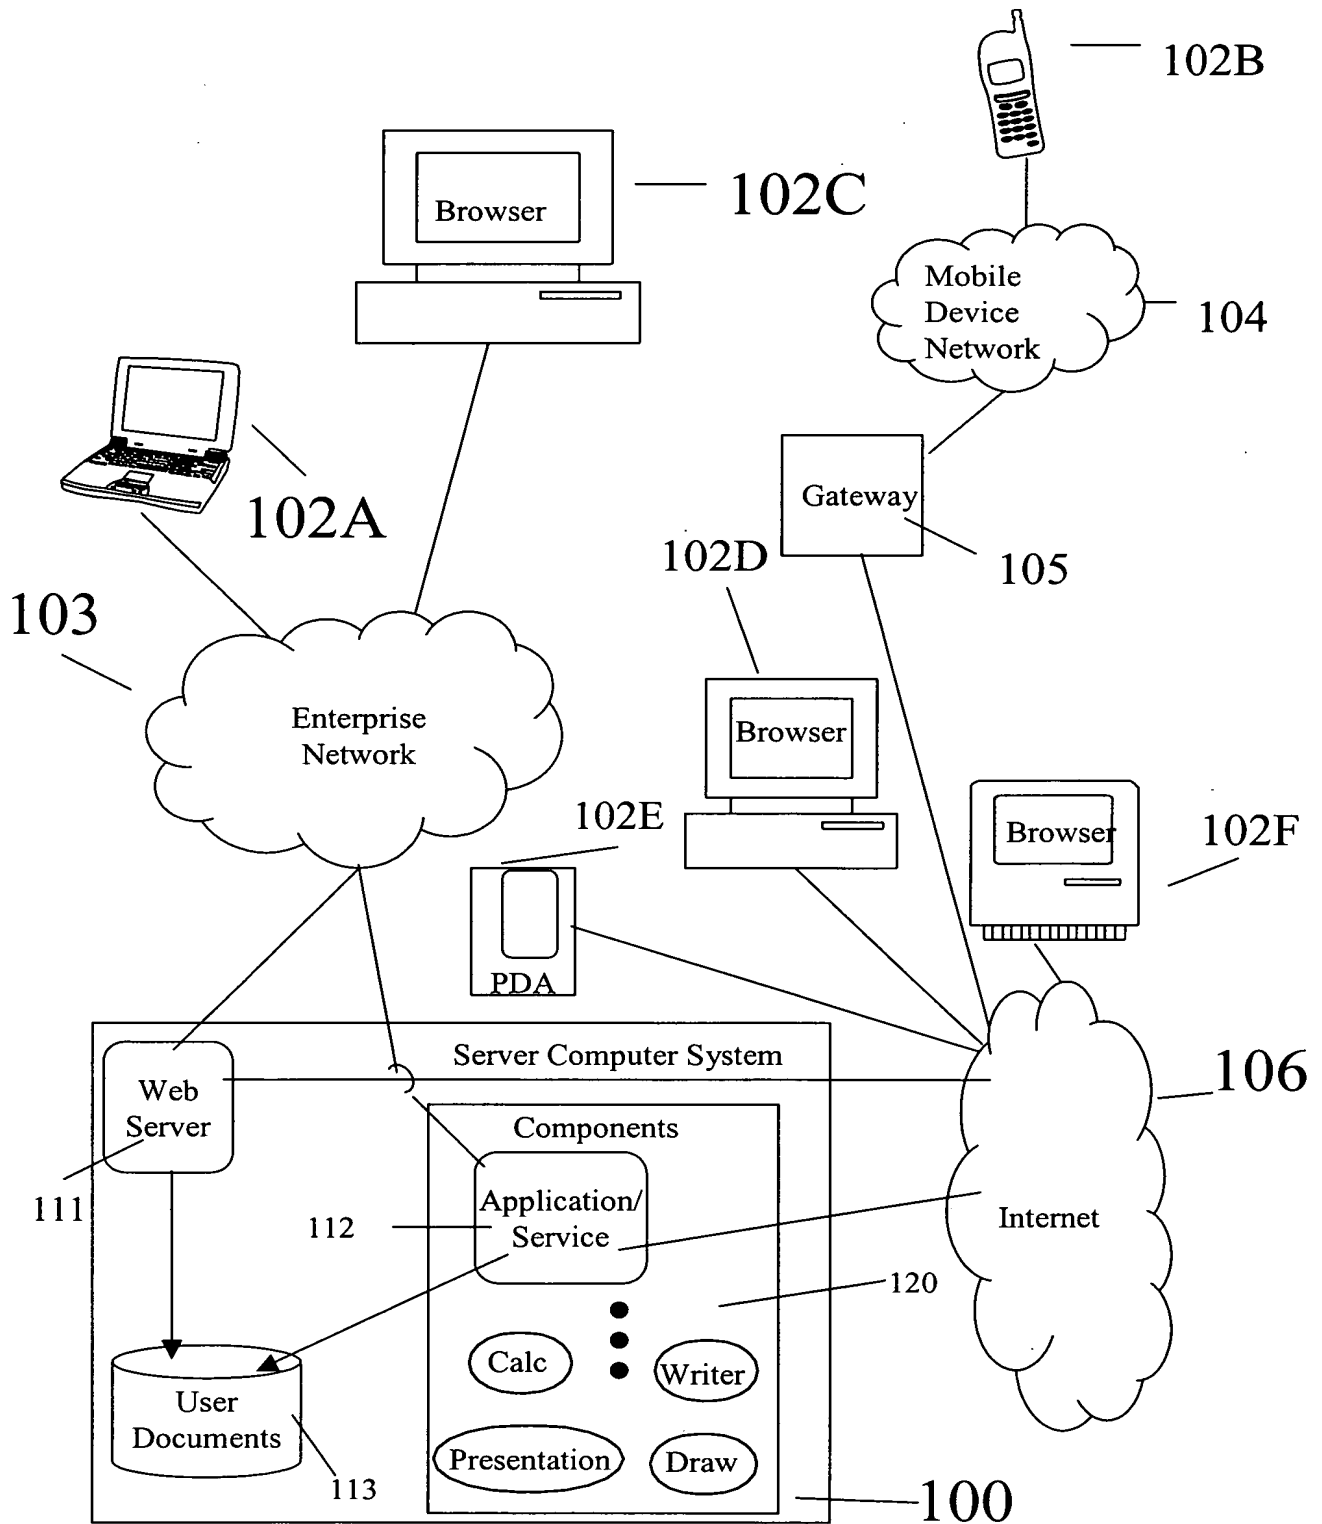 102B
102C
Browser
Mobile
Device
Network
104
102A
Gateway
105
102D
103
Enterprise
Network
Browser
102E
Browser
102F
PDA
Server Computer System
106
Web
Server
111
Components
Application/
Service
112
Internet
120
Calc
Writer
User
Documents
113
Presentation
Draw
100